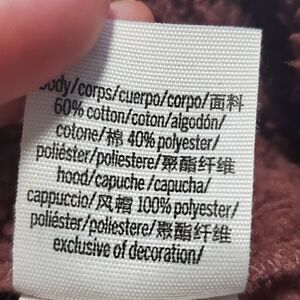 body/corps/cuerpo/corpo/面料
60% cotton/coton/algodón/
cotone/棉 40% polyester/
poliéster/poliestere/聚酯纤维
hood/capuche/capucha/
cappuccio/风帽 100% polyester/
poliéster/poliestere/聚酯纤维
exclusive of decoration/